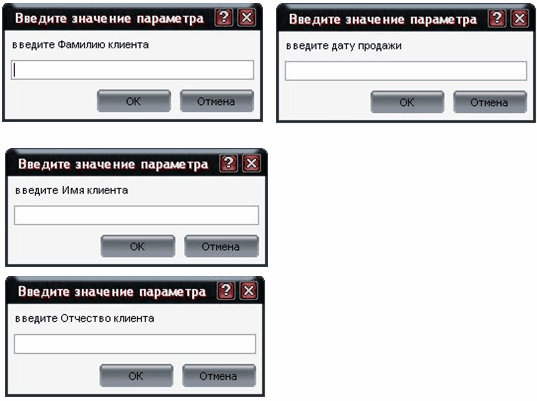 Введите значение параметра
введите Фамилию клиента
OK Отмена
Введите значение параметра
введите дату продажи
OK Отмена
Введите значение параметра
введите Имя клиента
OK Отмена
Введите значение параметра
введите Отчество клиента
OK Отмена